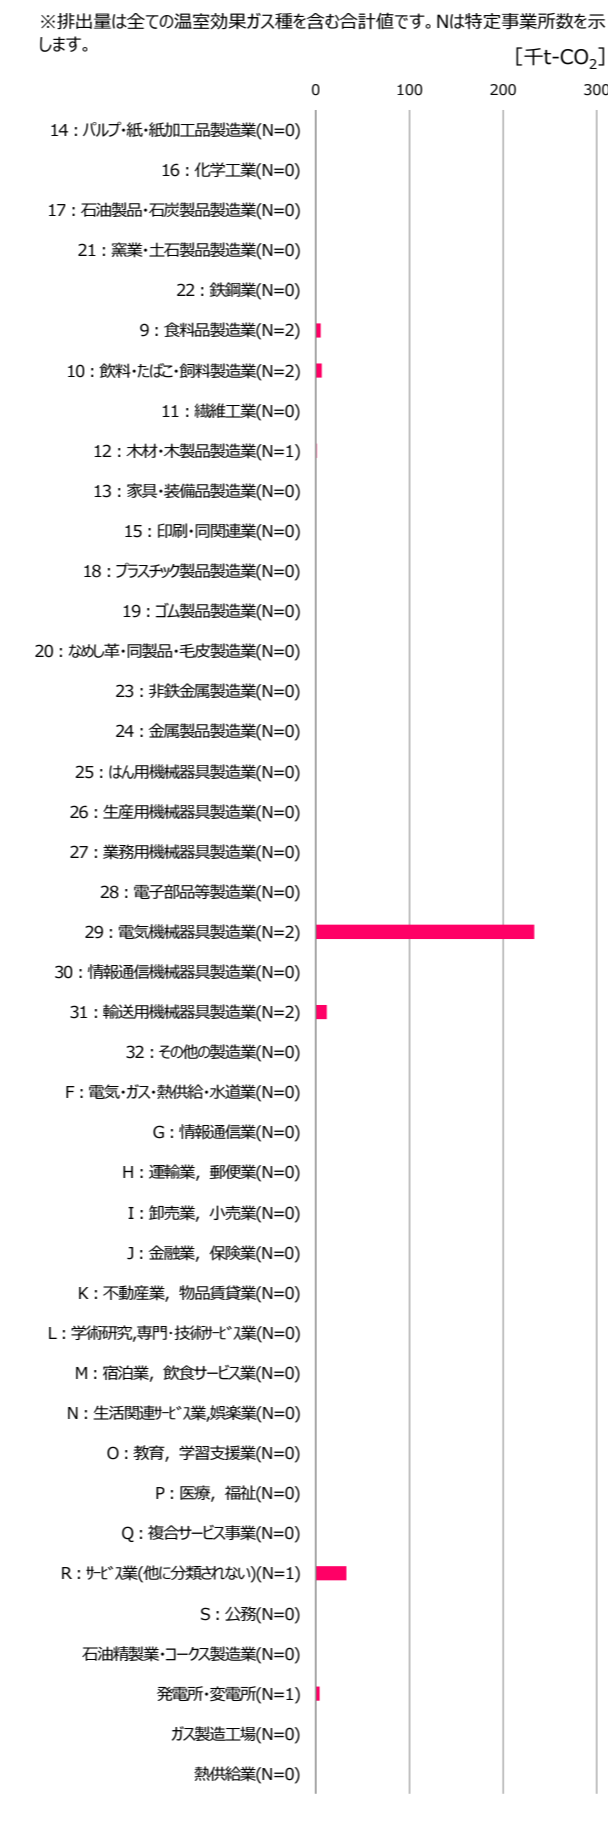 ※排出量は全ての温室効果ガス種を含む合計値です。Nは特定事業所数を示
します。
[千t-CO₂]
0 100 200 300
14：パルプ・紙・紙加工品製造業(N=0)
16：化学工業(N=0)
17：石油製品・石炭製品製造業(N=0)
21：窯業・土石製品製造業(N=0)
22：鉄鋼業(N=0)
9：食料品製造業(N=2)
10：飲料・たばこ・飼料製造業(N=2)
11：繊維工業(N=0)
12：木材・木製品製造業(N=1)
13：家具・装備品製造業(N=0)
15：印刷・同関連業(N=0)
18：プラスチック製品製造業(N=0)
19：ゴム製品製造業(N=0)
20：なめし革・同製品・毛皮製造業(N=0)
23：非鉄金属製造業(N=0)
24：金属製品製造業(N=0)
25：はん用機械器具製造業(N=0)
26：生産用機械器具製造業(N=0)
27：業務用機械器具製造業(N=0)
28：電子部品等製造業(N=0)
29：電気機械器具製造業(N=2)
30：情報通信機械器具製造業(N=0)
31：輸送用機械器具製造業(N=2)
32：その他の製造業(N=0)
F：電気・ガス・熱供給・水道業(N=0)
G：情報通信業(N=0)
H：運輸業，郵便業(N=0)
I：卸売業，小売業(N=0)
J：金融業，保険業(N=0)
K：不動産業，物品賃貸業(N=0)
L：学術研究,専門・技術ｻｰﾋﾞｽ業(N=0)
M：宿泊業，飲食サービス業(N=0)
N：生活関連ｻｰﾋﾞｽ業,娯楽業(N=0)
O：教育，学習支援業(N=0)
P：医療，福祉(N=0)
Q：複合サービス事業(N=0)
R：ｻｰﾋﾞｽ業(他に分類されない)(N=1)
S：公務(N=0)
石油精製業・コークス製造業(N=0)
発電所・変電所(N=1)
ガス製造工場(N=0)
熱供給業(N=0)